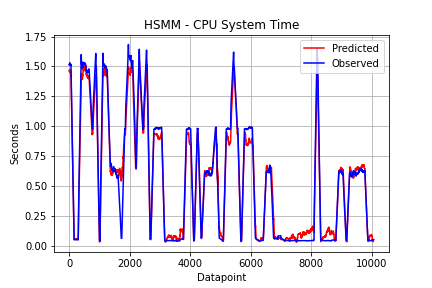 HSMM - CPU System Time
Predicted
Observed
Seconds
1.75
1.50
1.25
1.00
0.75
0.50
0.25
0.00
0 2000 4000 6000 8000 10000
Datapoint